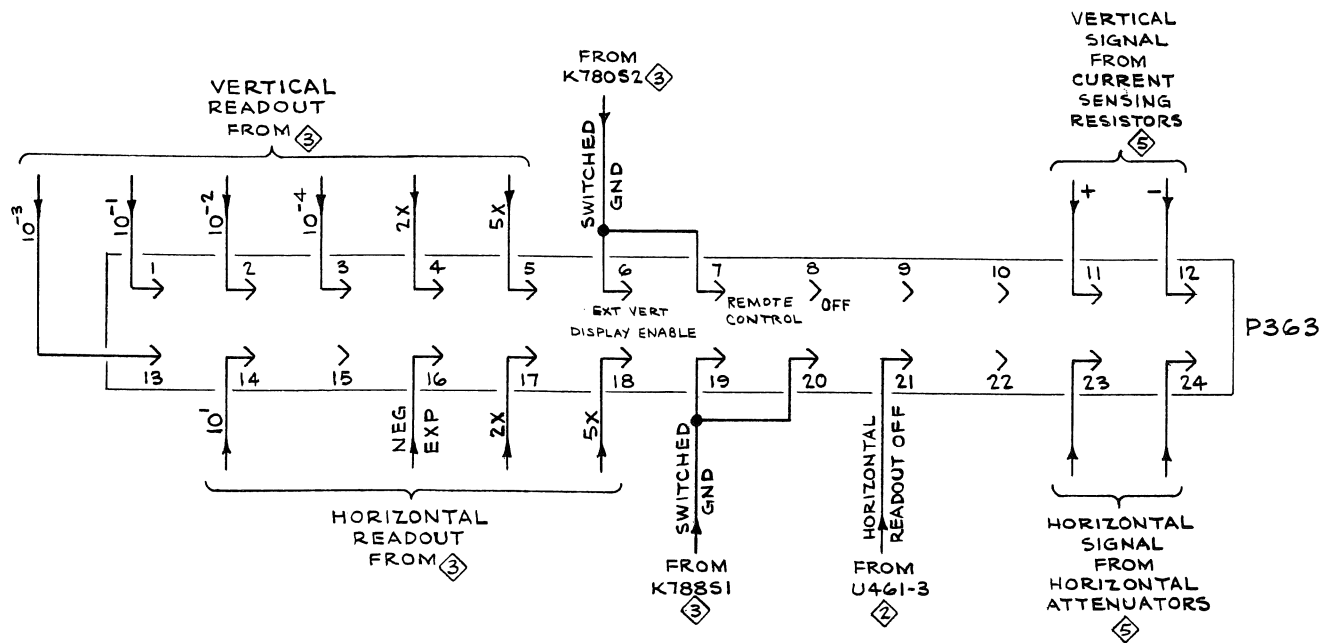 VERTICAL
READOUT
FROM 3
FROM
K780S2 3
VERTICAL
SIGNAL
FROM
CURRENT
SENSING
RESISTORS
5
10⁻³
10⁻¹
10⁻²
10⁻⁴
2X
5X
SWITCHED
GND
+
-
1 2 3 4 5 6 7 8 9 10 11 12
EXT VERT
DISPLAY ENABLE
REMOTE
CONTROL
OFF
P363
13 14 15 16 17 18 19 20 21 22 23 24
10¹
NEG
EXP
2X
5X
SWITCHED
GND
HORIZONTAL
READOUT OFF
HORIZONTAL
READOUT
FROM 3
FROM
K788S1
3
FROM
U461-3
2
HORIZONTAL
SIGNAL
FROM
HORIZONTAL
ATTENUATORS
5